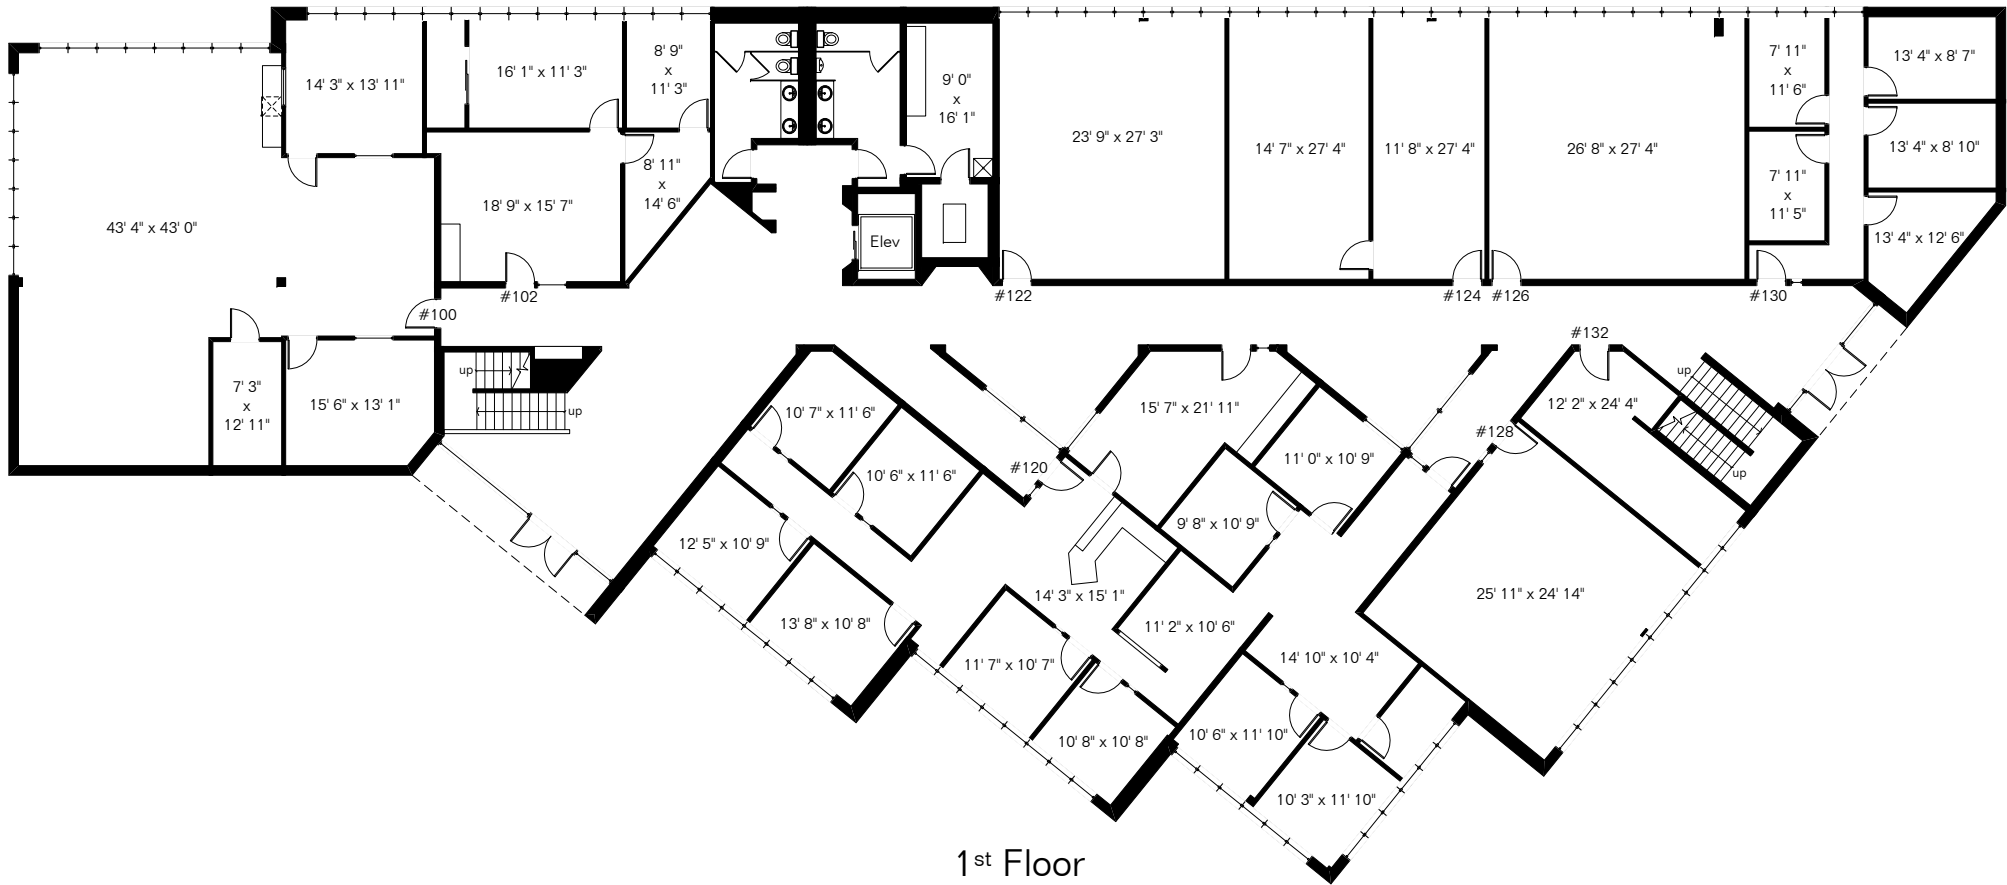 14' 3" x 13' 11"
16' 1" x 11' 3"
8' 9"
x
11' 3"
9' 0"
x
16' 1"
23' 9" x 27' 3"
14' 7" x 27' 4"
11' 8" x 27' 4"
26' 8" x 27' 4"
7' 11"
x
11' 6"
13' 4" x 8' 7"
13' 4" x 8' 10"
7' 11"
x
11' 5"
13' 4" x 12' 6"
43' 4" x 43' 0"
18' 9" x 15' 7"
8' 11"
x
14' 6"
Elev
#102
#100
#122
#124
#126
#130
#132
up
up
7' 3"
x
12' 11"
15' 6" x 13' 1"
10' 7" x 11' 6"
15' 7" x 21' 11"
12' 2" x 24' 4"
up
up
#128
#120
10' 6" x 11' 6"
11' 0" x 10' 9"
12' 5" x 10' 9"
9' 8" x 10' 9"
14' 3" x 15' 1"
25' 11" x 24' 14"
13' 8" x 10' 8"
11' 2" x 10' 6"
11' 7" x 10' 7"
14' 10" x 10' 4"
10' 8" x 10' 8"
10' 6" x 11' 10"
10' 3" x 11' 10"
1st Floor